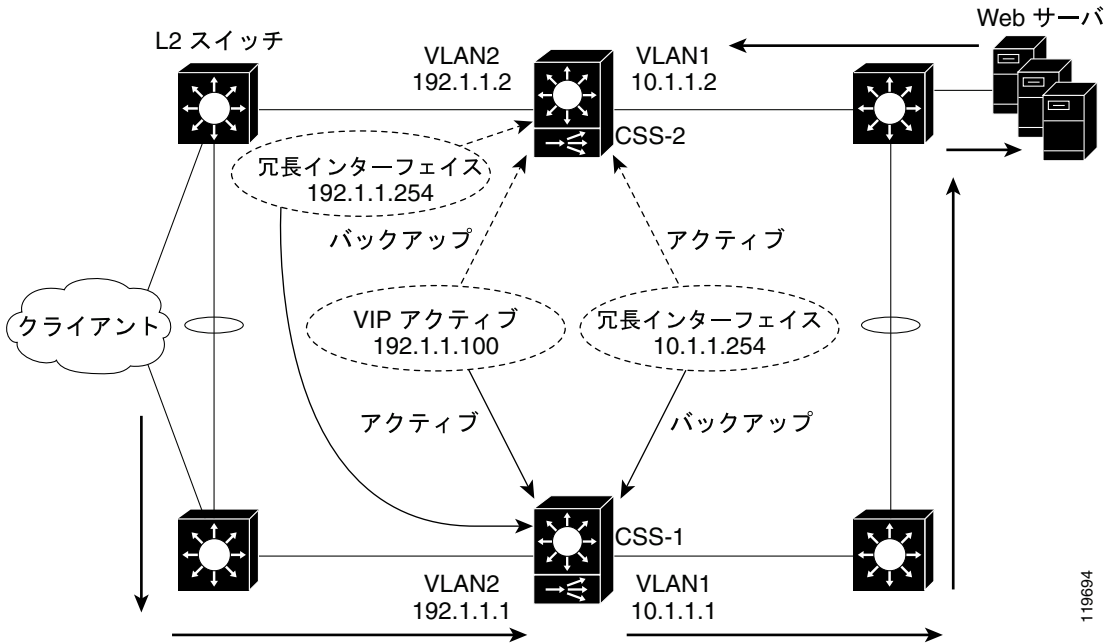 Web サーバ
L2 スイッチ
VLAN2
192.1.1.2
VLAN1
10.1.1.2
CSS-2
冗長インターフェイス
192.1.1.254
バックアップ
アクティブ
クライアント
VIP アクティブ
192.1.1.100
冗長インターフェイス
10.1.1.254
アクティブ
バックアップ
CSS-1
VLAN2
192.1.1.1
VLAN1
10.1.1.1
119694